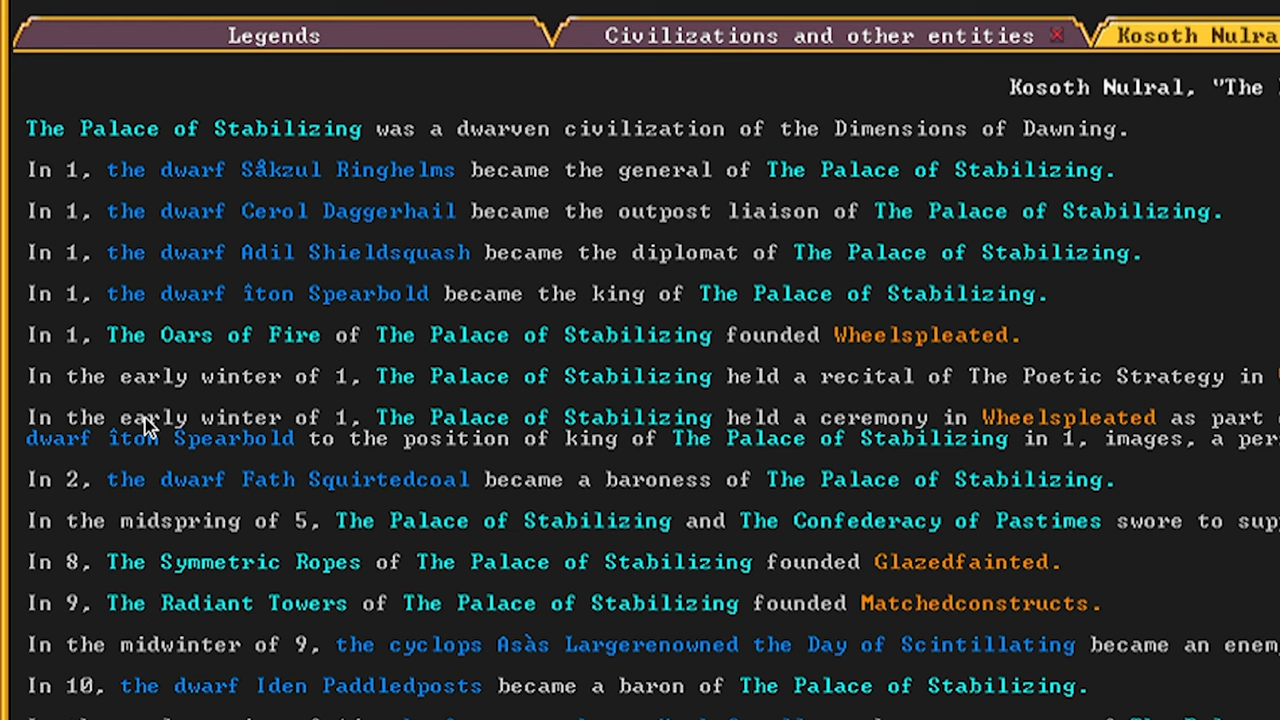 Legends
Civilizations and other entities
Kosoth Nulra
Kosoth Nulral, "The
The Palace of Stabilizing was a dwarven civilization of the Dimensions of Dawning.
In 1, the dwarf Såkzul Ringhelms became the general of The Palace of Stabilizing.
In 1, the dwarf Cerol Daggerhail became the outpost liaison of The Palace of Stabilizing.
In 1, the dwarf Adil Shieldsquash became the diplomat of The Palace of Stabilizing.
In 1, the dwarf îton Spearbold became the king of The Palace of Stabilizing.
In 1, The Oars of Fire of The Palace of Stabilizing founded Wheelspleated.
In the early winter of 1, The Palace of Stabilizing held a recital of The Poetic Strategy in
In the early winter of 1, The Palace of Stabilizing held a ceremony in Wheelspleated as part
dwarf îton Spearbold to the position of king of The Palace of Stabilizing in 1, images, a per
In 2, the dwarf Fath Squirtedcoal became a baroness of The Palace of Stabilizing.
In the midspring of 5, The Palace of Stabilizing and The Confederacy of Pastimes swore to sup
In 8, The Symmetric Ropes of The Palace of Stabilizing founded Glazedfainted.
In 9, The Radiant Towers of The Palace of Stabilizing founded Matchedconstructs.
In the midwinter of 9, the cyclops Asàs Largerenowned the Day of Scintillating became an enem
In 10, the dwarf Iden Paddledposts became a baron of The Palace of Stabilizing.